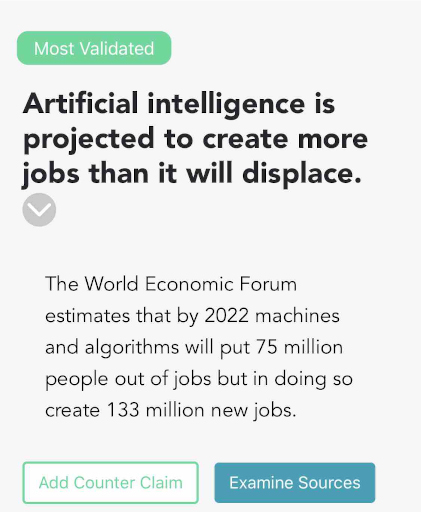 Most Validated
Artificial intelligence is
projected to create more
jobs than it will displace.
The World Economic Forum
estimates that by 2022 machines
and algorithms will put 75 million
people out of jobs but in doing so
create 133 million new jobs.
Add Counter Claim
Examine Sources